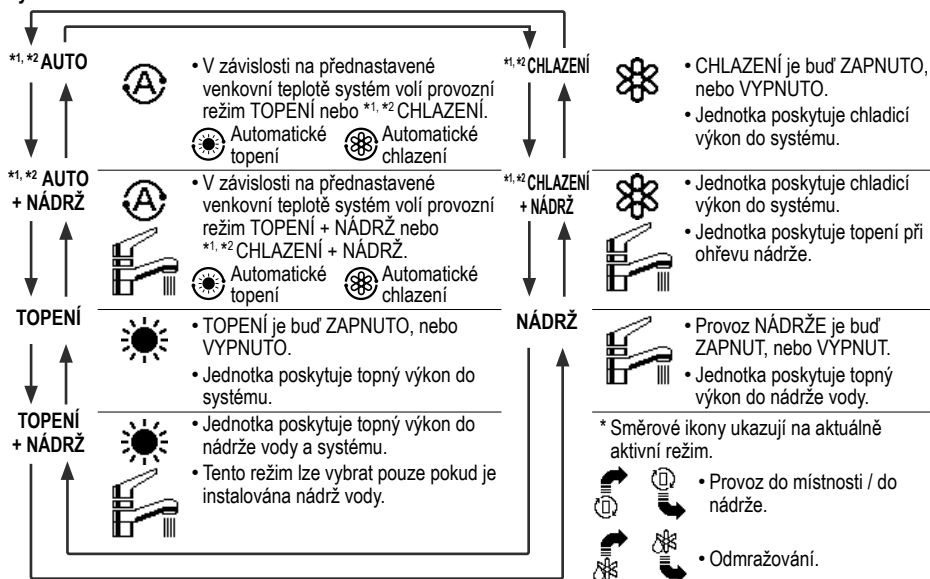 *1, *2 AUTO
• V závislosti na přednastavené
venkovní teplotě systém volí provozní
režim TOPENÍ nebo *1, *2 CHLAZENÍ.
Automatické
topení
Automatické
chlazení
*1, *2 AUTO
+ NÁDRŽ
• V závislosti na přednastavené
venkovní teplotě systém volí provozní
režim TOPENÍ + NÁDRŽ nebo
*1, *2 CHLAZENÍ + NÁDRŽ.
Automatické
topení
Automatické
chlazení
TOPENÍ
• TOPENÍ je buď ZAPNUTO, nebo
VYPNUTO.
• Jednotka poskytuje topný výkon do
systému.
TOPENÍ
+ NÁDRŽ
• Jednotka poskytuje topný výkon do
nádrže vody a systému.
• Tento režim lze vybrat pouze pokud je
instalována nádrž vody.
*1, *2 CHLAZENÍ
• CHLAZENÍ je buď ZAPNUTO,
nebo VYPNUTO.
• Jednotka poskytuje chladicí
výkon do systému.
*1, *2 CHLAZENÍ
+ NÁDRŽ
• Jednotka poskytuje chladicí
výkon do systému.
• Jednotka poskytuje topení při
ohřevu nádrže.
NÁDRŽ
• Provoz NÁDRŽE je buď
ZAPNUT, nebo VYPNUT.
• Jednotka poskytuje topný
výkon do nádrže vody.
* Směrové ikony ukazují na aktuálně
aktivní režim.
• Provoz do místnosti / do
nádrže.
• Odmražování.